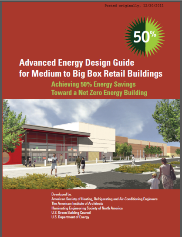 50%
Advanced Energy Design Guide
for Medium to Big Box Retail Buildings
Achieving 50% Energy Savings
Toward a Net Zero Energy Building
Developed by:
American Society of Heating, Refrigerating and Air-Conditioning Engineers
The American Institute of Architects
Illuminating Engineering Society of North America
U.S. Green Building Council
U.S. Department of Energy